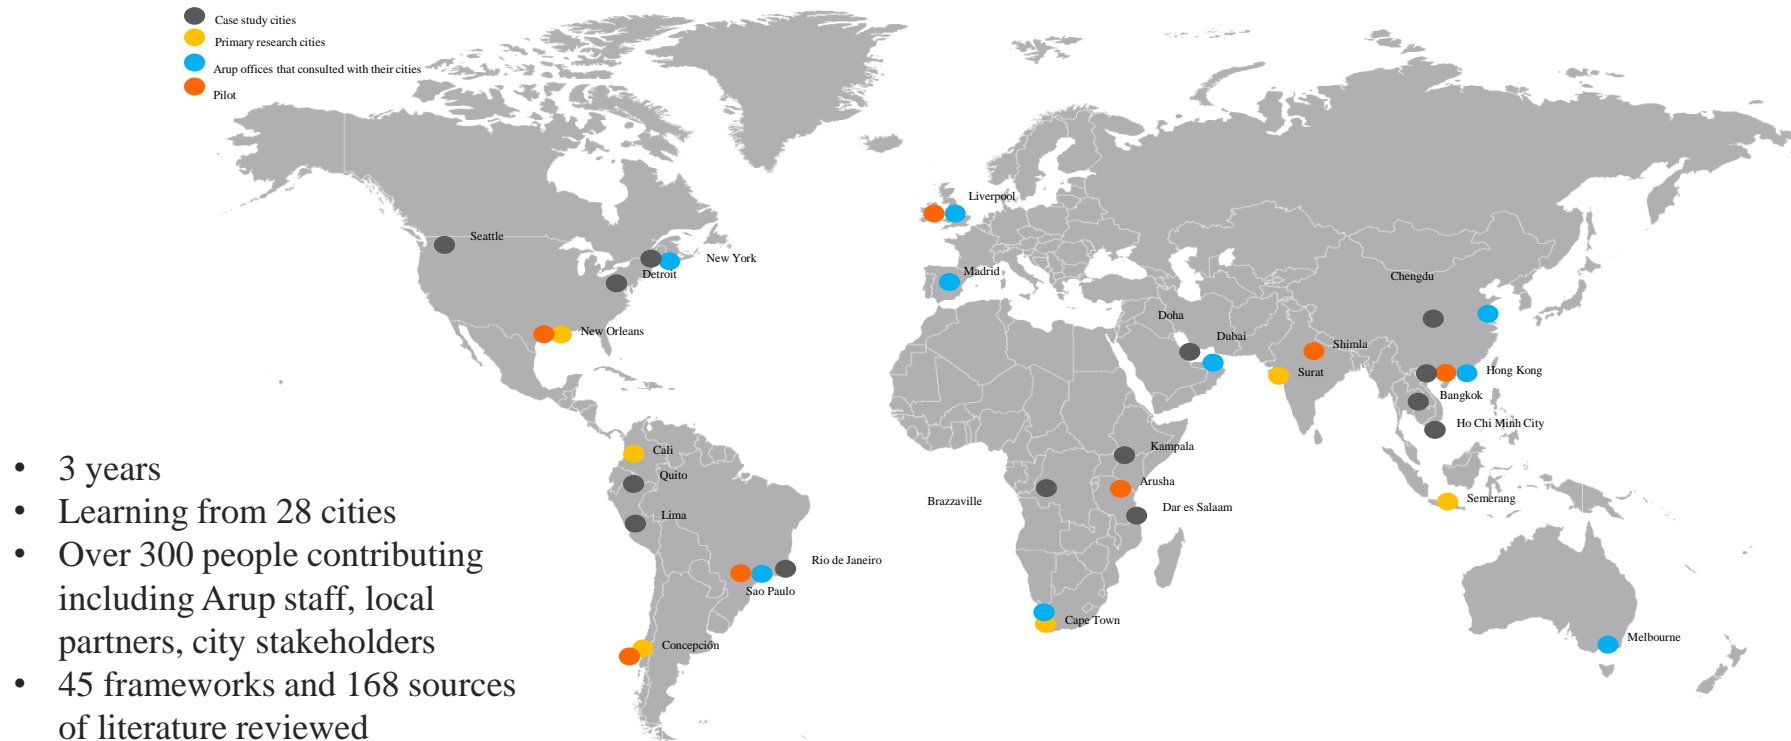 Case study cities
Primary research cities
Arup offices that consulted with their cities
Pilot
Liverpool
Seattle
New York
Detroit
Madrid
Chengdu
Doha
Dubai
New Orleans
Shimla
Surat
Hong Kong
Bangkok
Ho Chi Minh City
Cali
Kampala
Quito
Arusha
Brazzaville
Semerang
Dar es Salaam
Lima
Rio de Janeiro
Sao Paulo
Cape Town
Melbourne
Concepción
• 3 years
• Learning from 28 cities
• Over 300 people contributing
including Arup staff, local
partners, city stakeholders
• 45 frameworks and 168 sources
of literature reviewed